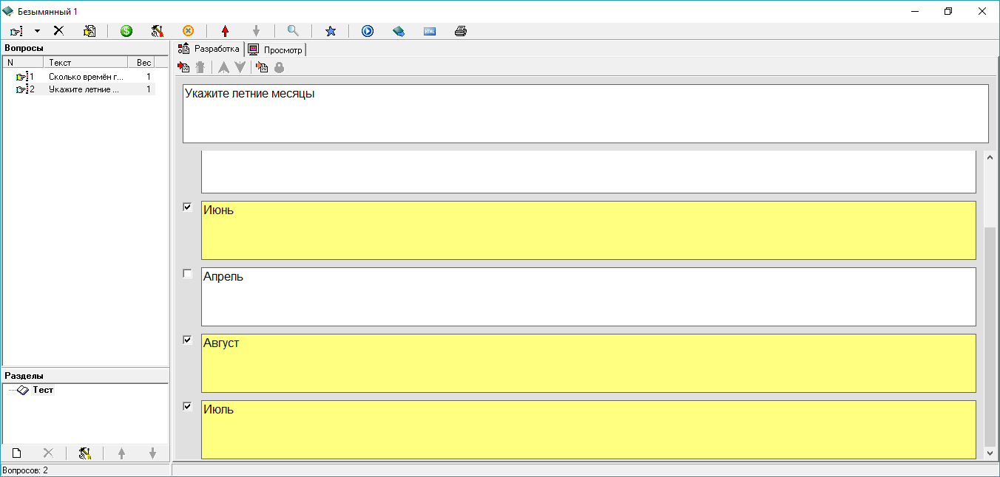 Безымянный 1
HTML
Вопросы
N Текст Вес
1 Сколько времён г... 1
2 Укажите летние ... 1
Разделы
Тест
Вопросов: 2
Разработка Просмотр
Укажите летние месяцы
Июнь
Апрель
Август
Июль